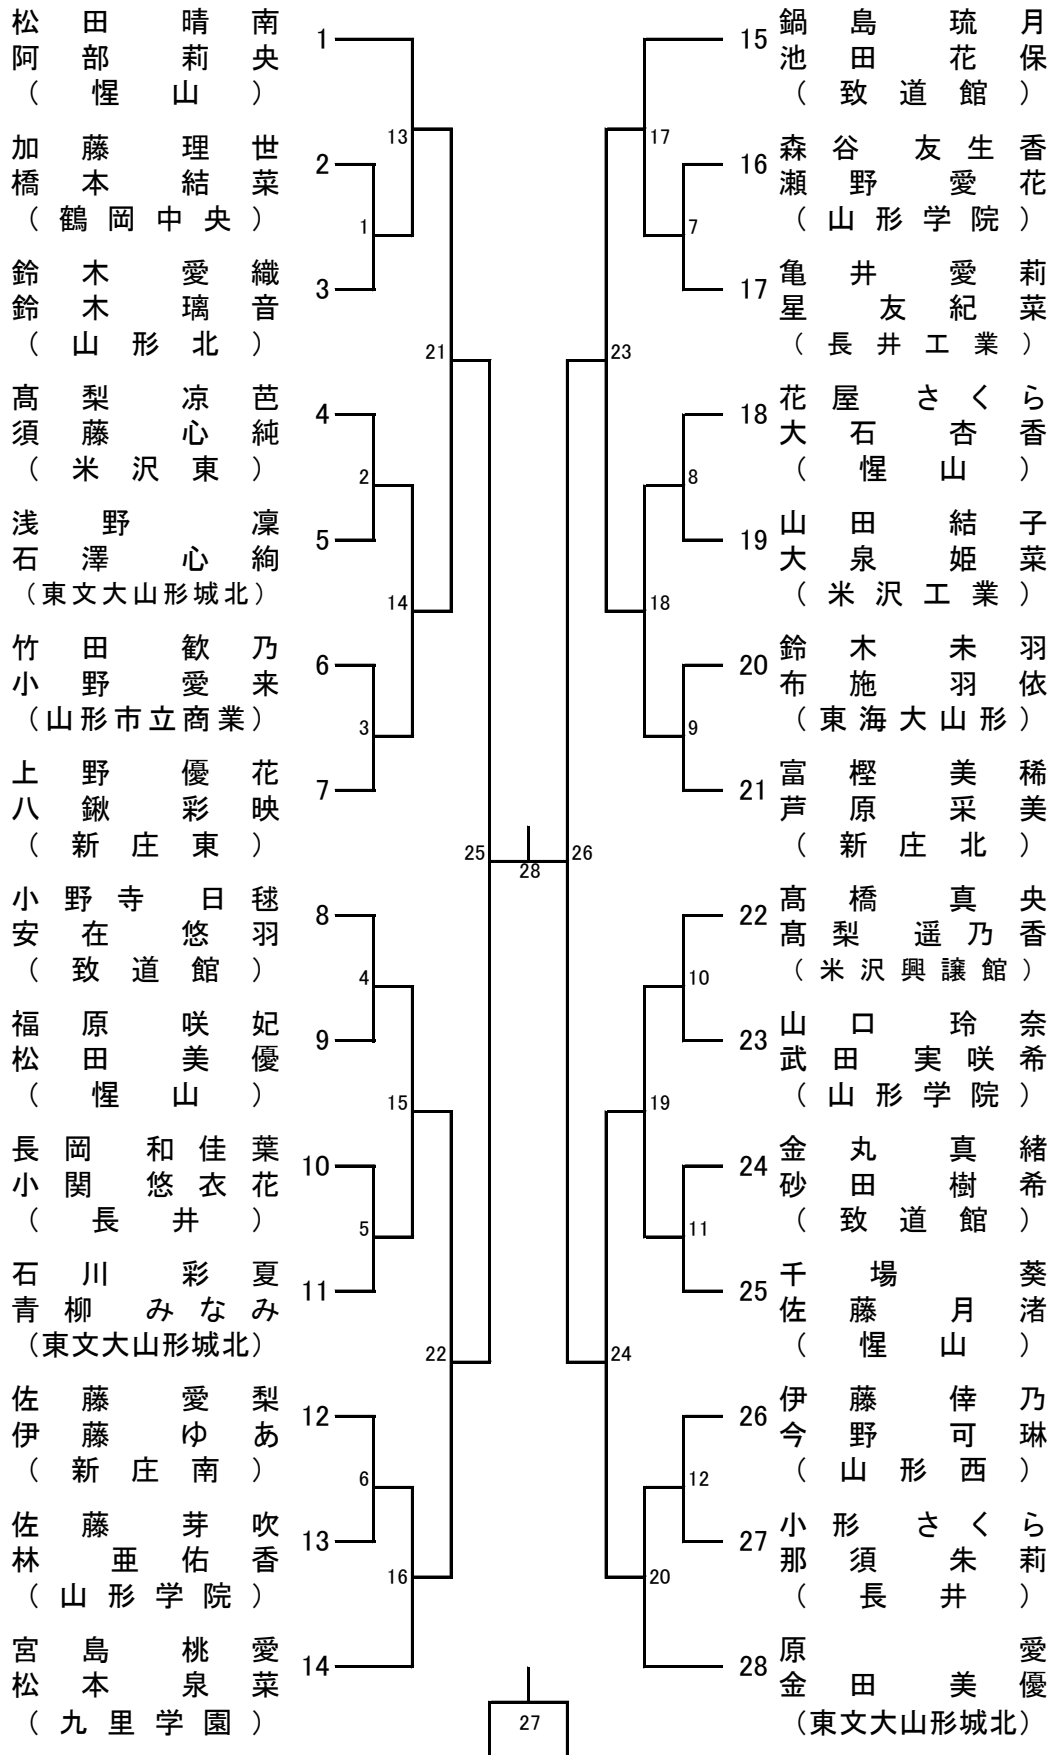 松田晴南
阿部莉央
（惺山）
1
加藤理世
橋本結菜
（鶴岡中央）
2
鈴木愛織
鈴木璃音
（山形北）
3
髙梨凉芭
須藤心純
（米沢東）
4
浅野凜
石澤心絢
（東文大山形城北）
5
竹田歓乃
小野愛来
（山形市立商業）
6
上野優花
八鍬彩映
（新庄東）
7
小野寺日毬
安在悠羽
（致道館）
8
福原咲妃
松田美優
（惺山）
9
長岡和佳葉
小関悠衣花
（長井）
10
石川彩夏
青柳みなみ
（東文大山形城北）
11
佐藤愛梨
伊藤ゆあ
（新庄南）
12
佐藤芽吹
林亜佑香
（山形学院）
13
宮島桃愛
松本泉菜
（九里学園）
14
13
1
21
2
14
3
25
4
15
5
22
6
16
28
27
17
7
23
8
18
9
26
10
19
11
24
12
20
15
鍋島琉月
池田花保
（致道館）
16
森谷友生香
瀬野愛花
（山形学院）
17
亀井愛莉
星友紀菜
（長井工業）
18
花屋さくら
大石杏香
（惺山）
19
山田結子
大泉姫菜
（米沢工業）
20
鈴木未羽
布施羽依
（東海大山形）
21
富樫美稀
芦原采美
（新庄北）
22
髙橋真央
髙梨遥乃香
（米沢興譲館）
23
山口玲奈
武田実咲希
（山形学院）
24
金丸真緒
砂田樹希
（致道館）
25
千場葵
佐藤月渚
（惺山）
26
伊藤倖乃
今野可琳
（山形西）
27
小形さくら
那須朱莉
（長井）
28
原愛
金田美優
（東文大山形城北）